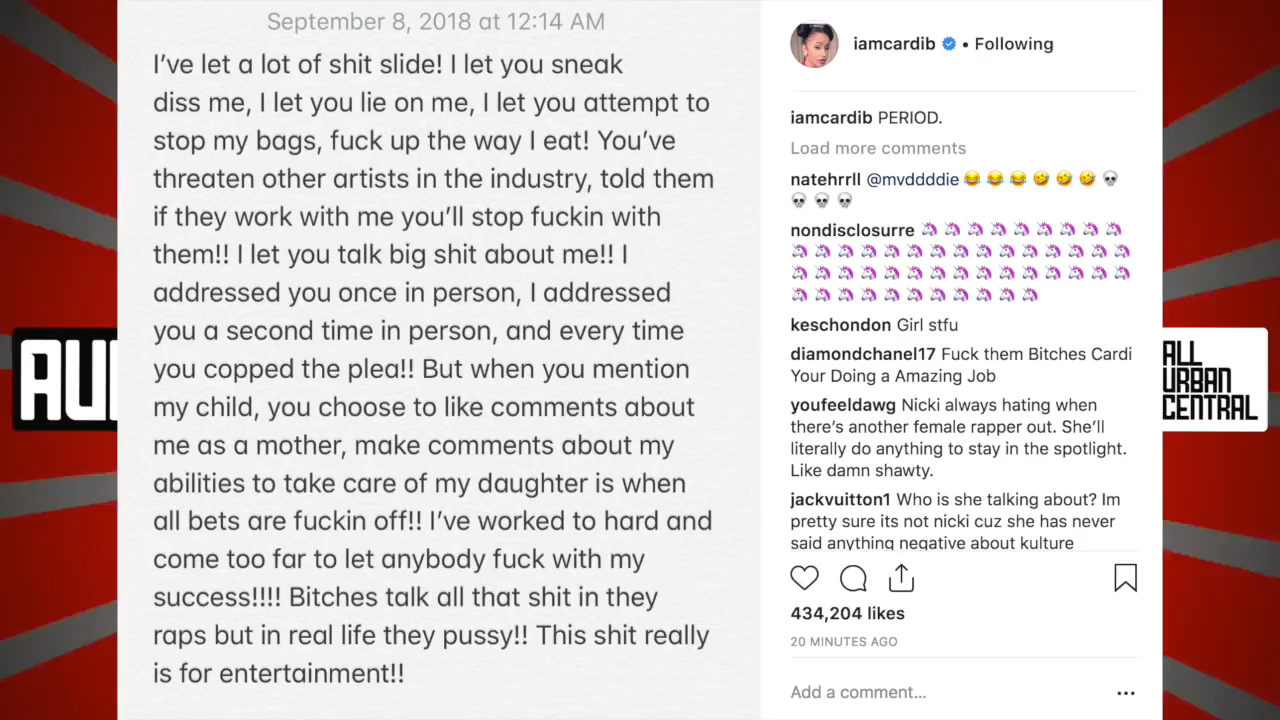 September 8, 2018 at 12:14 AM
I've let a lot of shit slide! I let you sneak
diss me, I let you lie on me, I let you attempt to
stop my bags, fuck up the way I eat! You've
threaten other artists in the industry, told them
if they work with me you'll stop fuckin with
them!! I let you talk big shit about me!! I
addressed you once in person, I addressed
you a second time in person, and every time
you copped the plea!! But when you mention
my child, you choose to like comments about
me as a mother, make comments about my
abilities to take care of my daughter is when
all bets are fuckin off!! I've worked to hard and
come too far to let anybody fuck with my
success!!!! Bitches talk all that shit in they
raps but in real life they pussy!! This shit really
is for entertainment!!
iamcardib • Following
iamcardib PERIOD.
Load more comments
natehrrll @mvddddie 😂 😂 😂 🤣 🤣 🤣 💀
💀 💀 💀
nondisclosurre 🦄 🦄 🦄 🦄 🦄 🦄 🦄 🦄 🦄
🦄 🦄 🦄 🦄 🦄 🦄 🦄 🦄 🦄 🦄 🦄 🦄 🦄 🦄 🦄
🦄 🦄 🦄 🦄 🦄 🦄 🦄 🦄 🦄 🦄 🦄 🦄 🦄 🦄 🦄
🦄 🦄 🦄 🦄 🦄 🦄 🦄 🦄 🦄 🦄 🦄
keschondon Girl stfu
diamondchanel17 Fuck them Bitches Cardi
Your Doing a Amazing Job
youfeeldawg Nicki always hating when
there's another female rapper out. She'll
literally do anything to stay in the spotlight.
Like damn shawty.
jackvuitton1 Who is she talking about? Im
pretty sure its not nicki cuz she has never
said anything negative about kulture
434,204 likes
20 MINUTES AGO
Add a comment...
AU
ALL
URBAN
CENTRAL